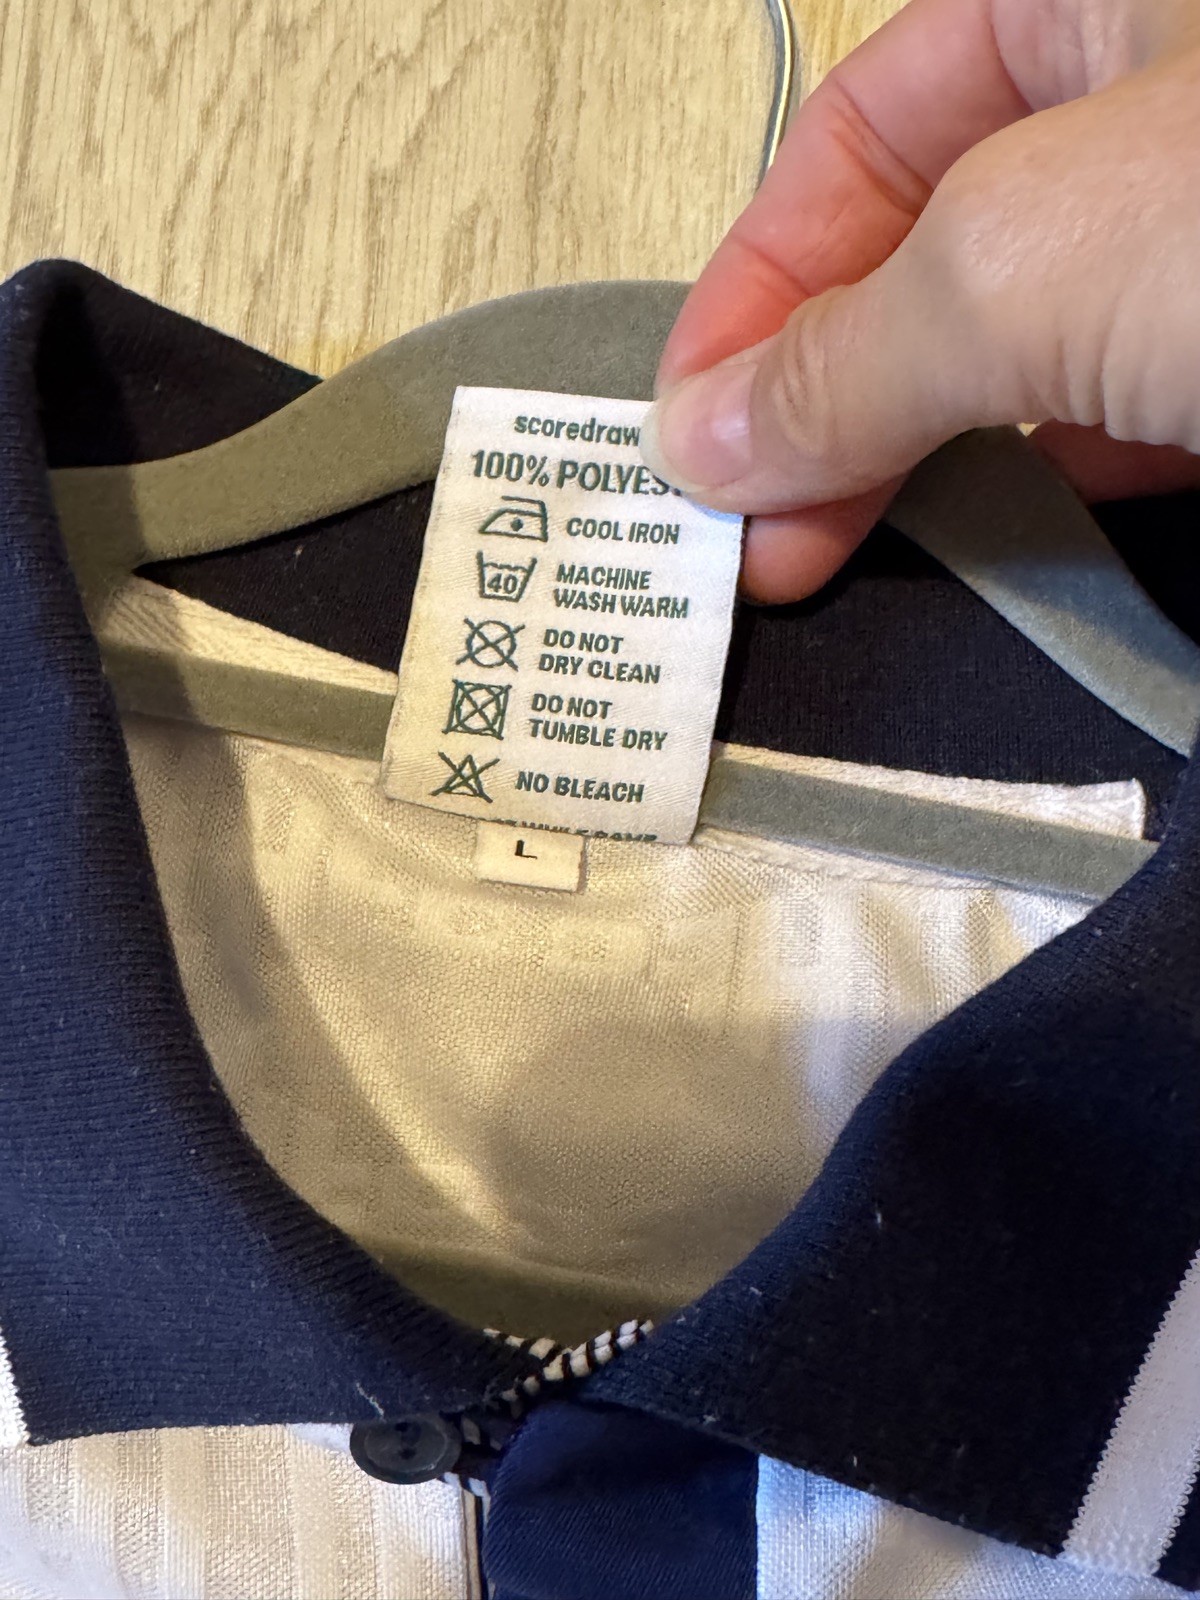 scoredraw
100% POLYES
COOL IRON
40
MACHINE
WASH WARM
DO NOT
DRY CLEAN
DO NOT
TUMBLE DRY
NO BLEACH
L